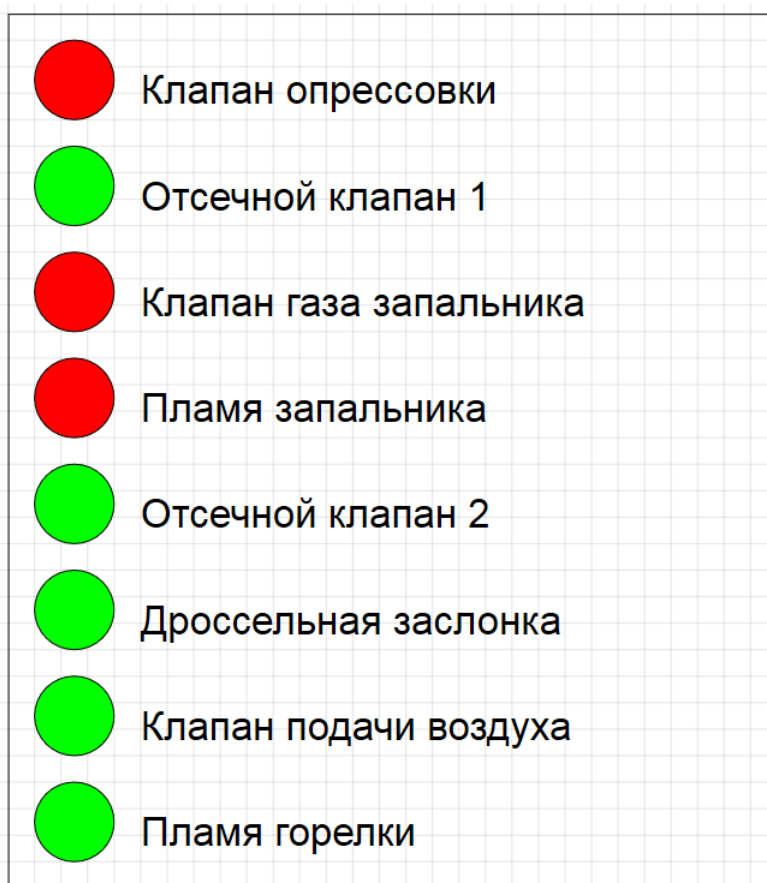 Клапан опрессовки
Отсечной клапан 1
Клапан газа запальника
Пламя запальника
Отсечной клапан 2
Дроссельная заслонка
Клапан подачи воздуха
Пламя горелки